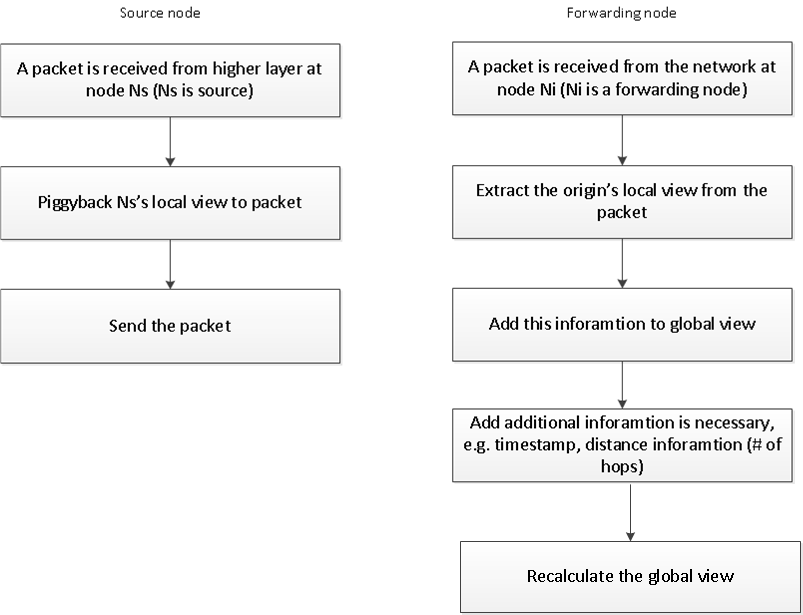 Source node
A packet is received from higher layer at
node Ns (Ns is source)
Piggyback Ns's local view to packet
Send the packet
Forwarding node
A packet is received from the network at
node Ni (Ni is a forwarding node)
Extract the origin's local view from the
packet
Add this inforamtion to global view
Add additional inforamtion is necessary,
e.g. timestamp, distance inforamtion (# of
hops)
Recalculate the global view